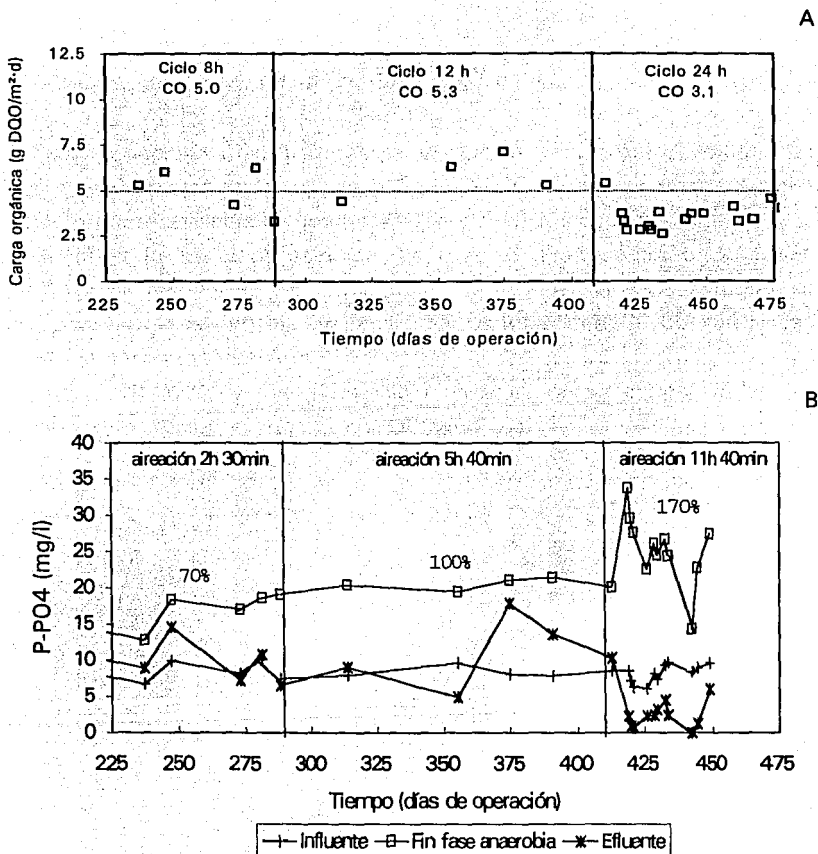 A
Carga orgánica (g DQO/m²·d)
12.5
10
7.5
5
2.5
0
Ciclo 8h
CO 5.0
Ciclo 12 h
CO 5.3
Ciclo 24 h
CO 3.1
225 250 275 300 325 350 375 400 425 450 475
Tiempo (días de operación)
B
P-PO4 (mg/l)
40
35
30
25
20
15
10
5
0
aireación 2h 30min
aireación 5h 40min
aireación 11h 40min
70%
100%
170%
225 250 275 300 325 350 375 400 425 450 475
Tiempo (días de operación)
Influente Fin fase anaerobia Efluente